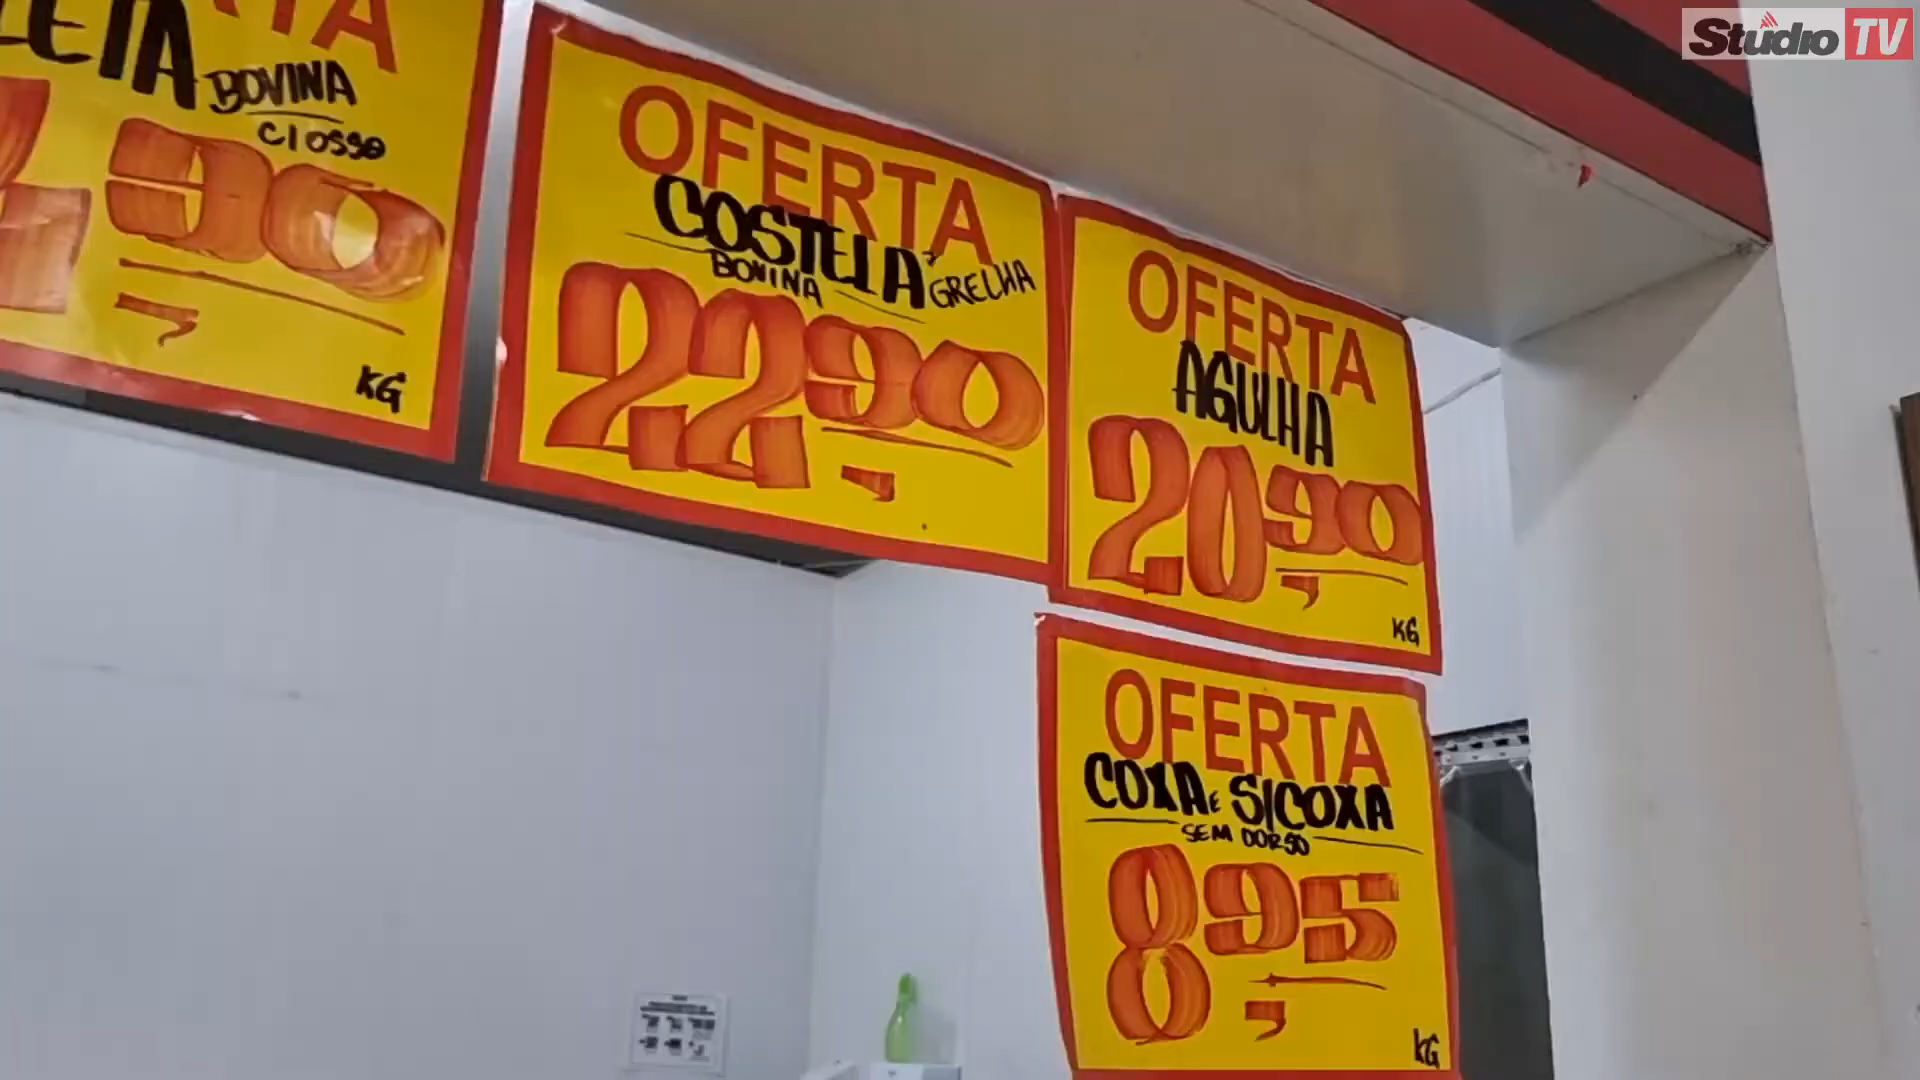 BOVINA
C/OSSO
90
,
KG
OFERTA
COSTELA
BOVINA GRELHA
22,90
OFERTA
AGULHA
20,90
KG
OFERTA
COXA E S/COXA
SEM DORSO
8,95
KG
Studio TV